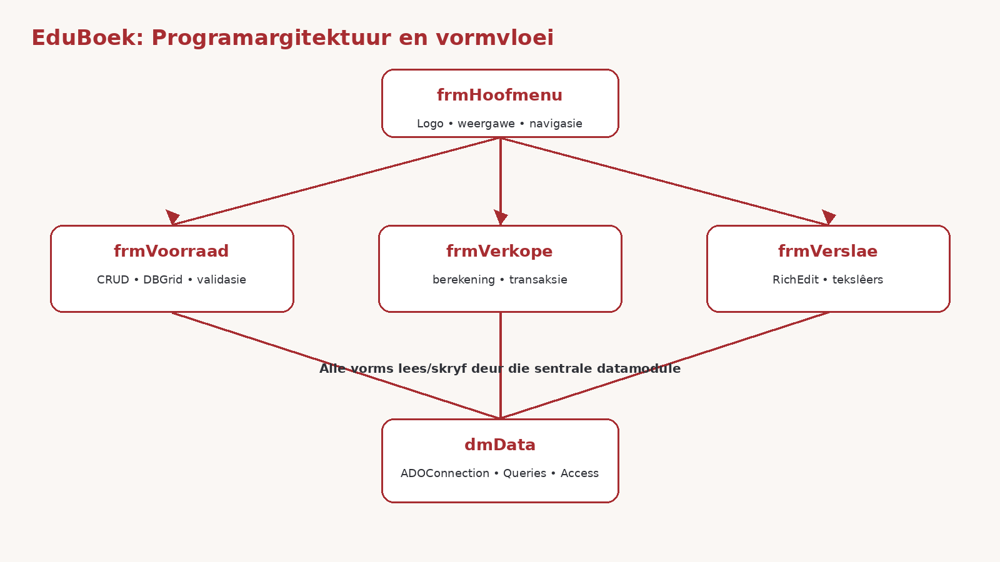 EduBoek: Programargitektuur en vormvloei
frmHoofmenu
Logo • weergawe • navigasie
frmVoorraad
CRUD • DBGrid • validasie
frmVerkope
berekening • transaksie
frmVerslae
RichEdit • tekslêers
Alle vorms lees/skryf deur die sentrale datamodule
dmData
ADOConnection • Queries • Access